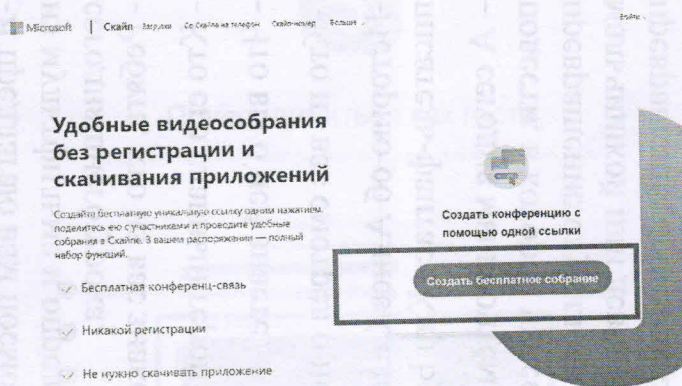 Microsoft | Скайп Загрузки Со Скайпа на телефон Скайп-номер Больше
Войти
Удобные видеособрания
без регистрации и
скачивания приложений
Создайте бесплатную уникальную ссылку одним нажатием,
поделитесь ею с участниками и проводите удобные
собрания в Скайпе. В вашем распоряжении — полный
набор функций.
Бесплатная конференц-связь
Никакой регистрации
Не нужно скачивать приложение
Создать конференцию с
помощью одной ссылки
Создать бесплатное собрание